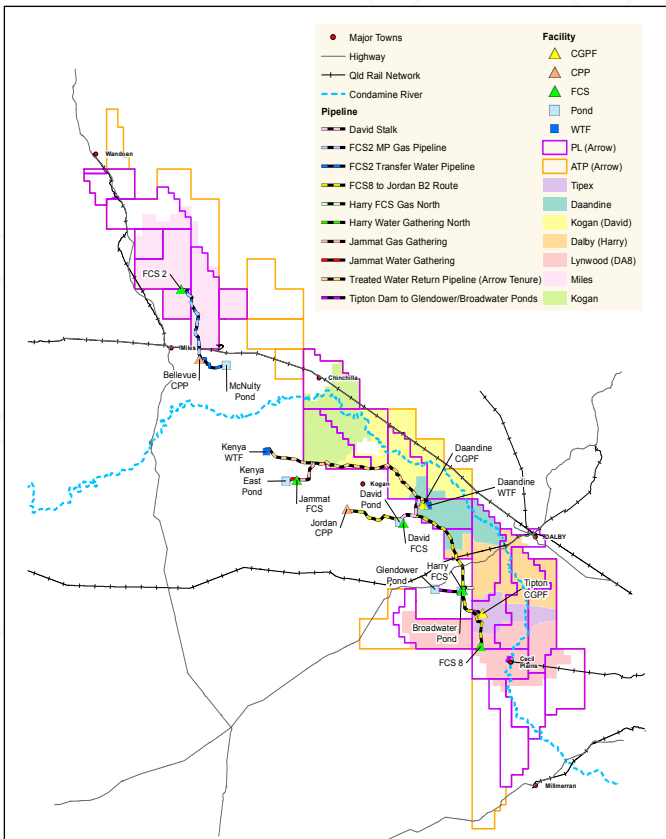 Major Towns
Highway
Qld Rail Network
Condamine River
Pipeline
David Stalk
FCS2 MP Gas Pipeline
FCS2 Transfer Water Pipeline
FCS8 to Jordan B2 Route
Harry FCS Gas North
Harry Water Gathering North
Jammat Gas Gathering
Jammat Water Gathering
Treated Water Return Pipeline (Arrow Tenure)
Tipton Dam to Glendower/Broadwater Ponds
Facility
CGPF
CPP
FCS
Pond
WTF
PL (Arrow)
ATP (Arrow)
Tipex
Daandine
Kogan (David)
Dalby (Harry)
Lynwood (DA8)
Miles
Kogan
Wandoan
FCS 2
Miles
Bellevue
CPP
McNulty
Pond
Chinchilla
Kenya
WTF
Kenya
East
Pond
Jammat
FCS
Kogan
David
Pond
Jordan
CPP
David
FCS
Daandine
CGPF
Daandine
WTF
DALBY
Glendower
Pond
Harry
FCS
Tipton
CGPF
Broadwater
Pond
FCS 8
Cecil
Plains
Millmerran